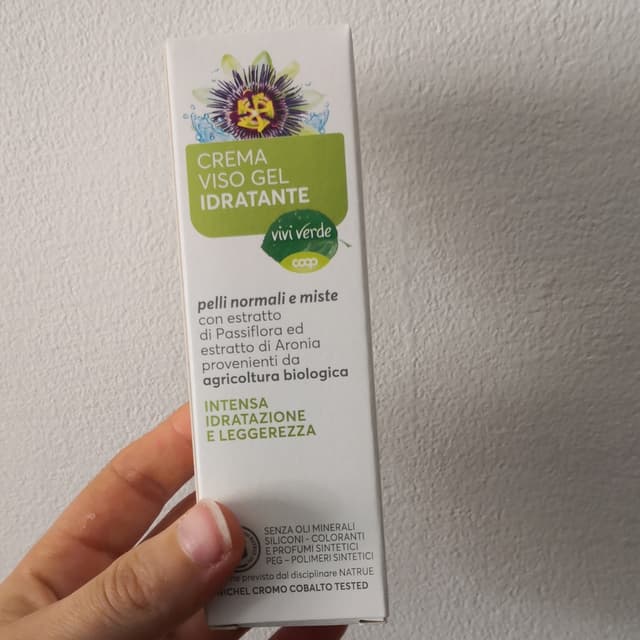 CREMA
VISO GEL
IDRATANTE
vivi verde
coop
pelli normali e miste
con estratto
di Passiflora ed
estratto di Aronia
provenienti da
agricoltura biologica
INTENSA
IDRATAZIONE
E LEGGEREZZA
SENZA OLI MINERALI
SILICONI - COLORANTI
E PROFUMI SINTETICI
PEG – POLIMERI SINTETICI
previsto dal disciplinare NATRUE
CROMO COBALTO TESTED